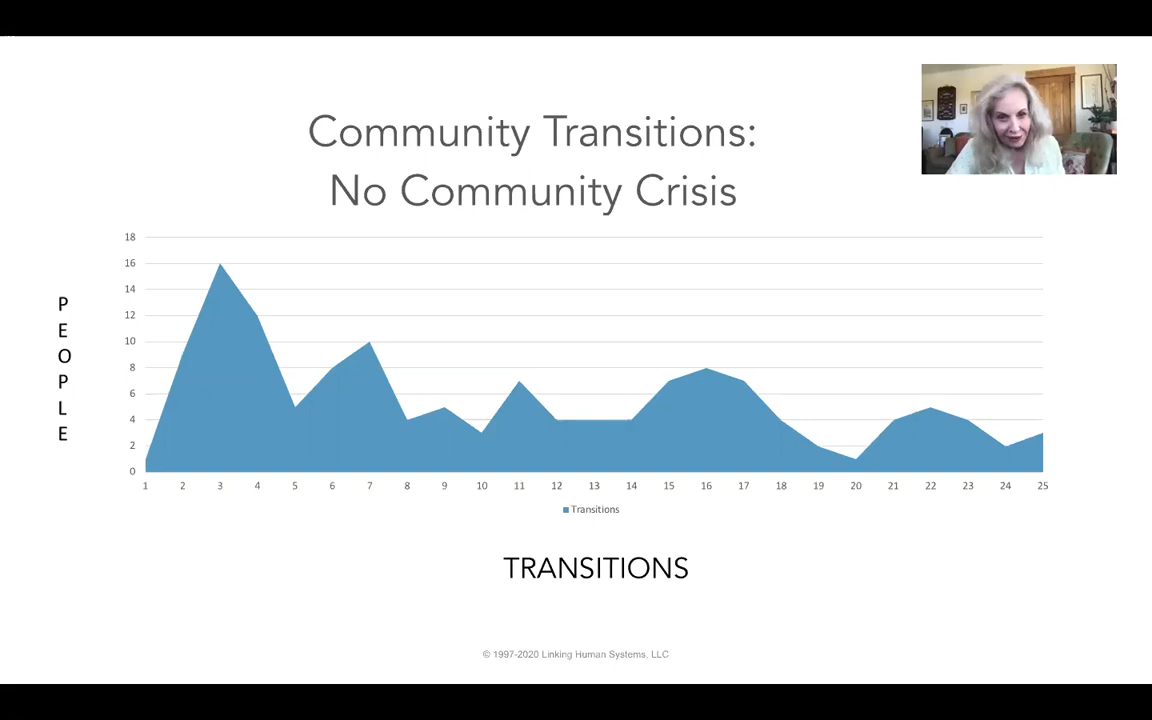 Community Transitions:
No Community Crisis
18
16
14
12
10
8
6
4
2
0
P
E
O
P
L
E
1 2 3 4 5 6 7 8 9 10 11 12 13 14 15 16 17 18 19 20 21 22 23 24 25
Transitions
TRANSITIONS
© 1997-2020 Linking Human Systems, LLC